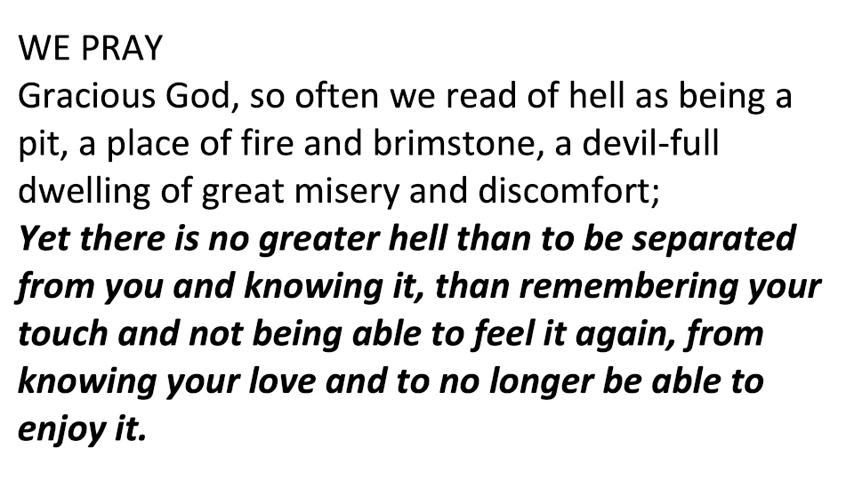 WE PRAY
Gracious God, so often we read of hell as being a
pit, a place of fire and brimstone, a devil-full
dwelling of great misery and discomfort;
Yet there is no greater hell than to be separated
from you and knowing it, than remembering your
touch and not being able to feel it again, from
knowing your love and to no longer be able to
enjoy it.